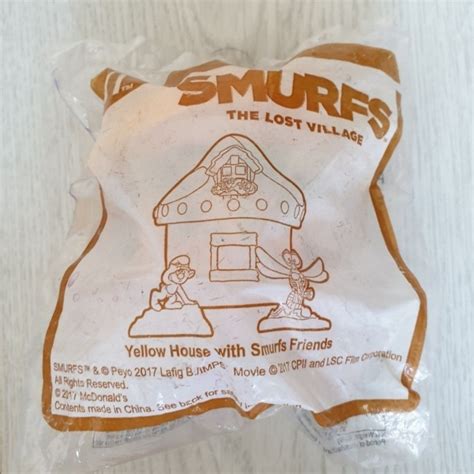 SMURFS™
THE LOST VILLAGE
Yellow House with Smurfs Friends
SMURFS™ & © Peyo 2017 Lafig B./IMPS Movie © 2017 CPII and LSC Film Corporation
All Rights Reserved.
© 2017 McDonald's
Contents made in China. See back for